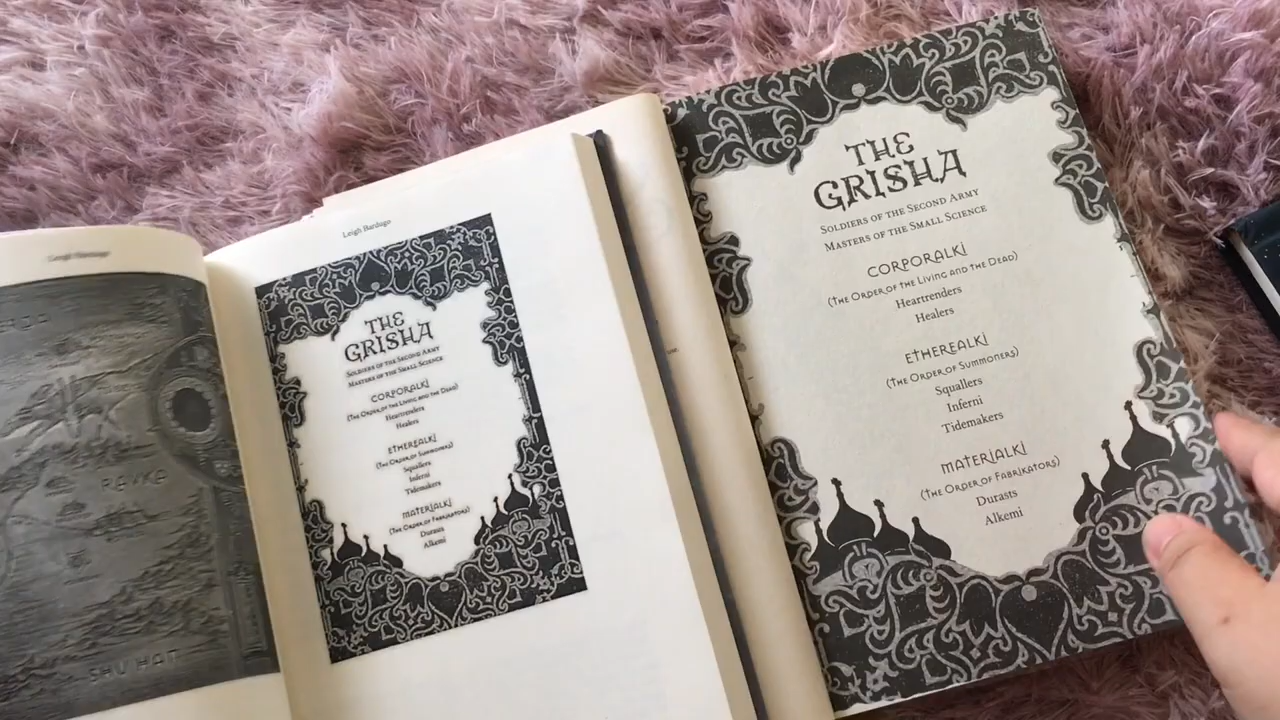 Leigh Bardugo
RAVKA
SHU HAN
Leigh Bardugo
THE
GRISHA
SOLDIERS OF THE SECOND ARMY
MASTERS OF THE SMALL SCIENCE
CORPORALKI
(THE ORDER OF THE LIVING AND THE DEAD)
Heartrenders
Healers
ETHEREALKI
(THE ORDER OF SUMMONERS)
Squallers
Inferni
Tidemakers
MATERIALKI
(THE ORDER OF FABRIKATORS)
Durasts
Alkemi
THE
GRISHA
SOLDIERS OF THE SECOND ARMY
MASTERS OF THE SMALL SCIENCE
CORPORALKI
(THE ORDER OF THE LIVING AND THE DEAD)
Heartrenders
Healers
ETHEREALKI
(THE ORDER OF SUMMONERS)
Squallers
Inferni
Tidemakers
MATERIALKI
(THE ORDER OF FABRIKATORS)
Durasts
Alkemi